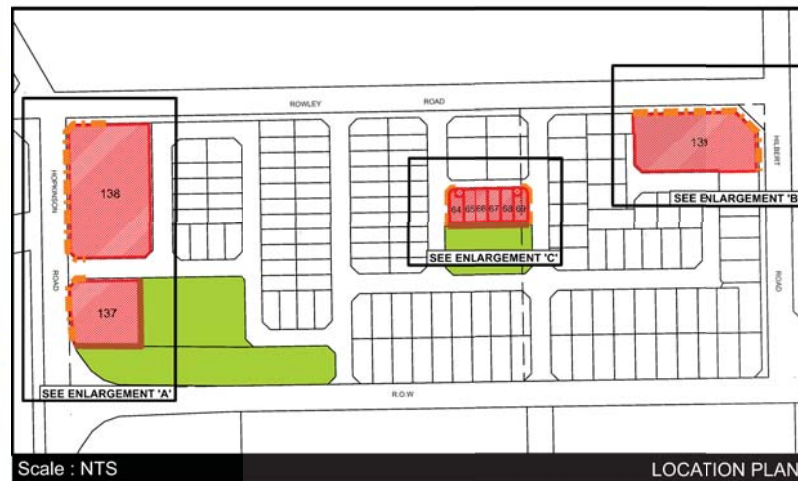 ROWLEY ROAD
HOPKINSON ROAD
HILBERT ROAD
138
139
SEE ENLARGEMENT 'B'
64 65 66 67 68 69
SEE ENLARGEMENT 'C'
137
SEE ENLARGEMENT 'A'
R.O.W
Scale : NTS
LOCATION PLAN